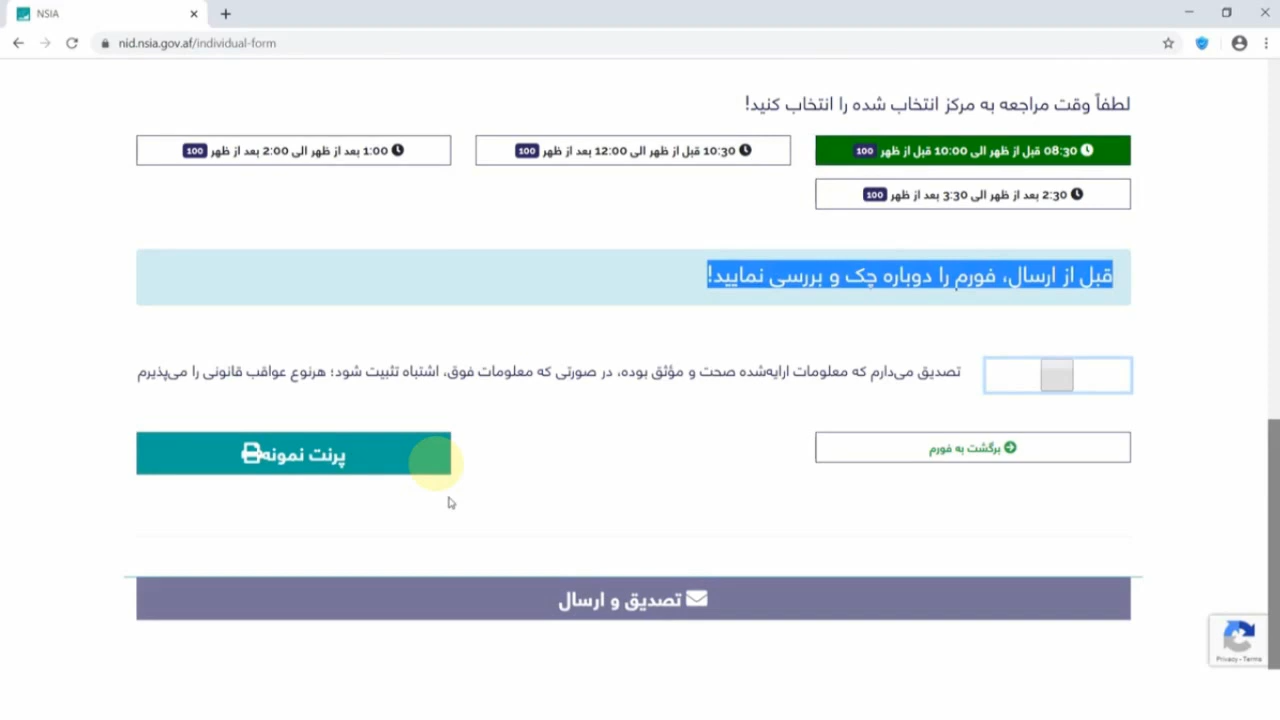 NSIA
nid.nsia.gov.af/individual-form
لطفاً وقت مراجعه به مرکز انتخاب شده را انتخاب کنید!
08:30 قبل از ظهر الی 10:00 قبل از ظهر 100
10:30 قبل از ظهر الی 12:00 بعد از ظهر 100
1:00 بعد از ظهر الی 2:00 بعد از ظهر 100
2:30 بعد از ظهر الی 3:30 بعد از ظهر 100
قبل از ارسال، فورم را دوباره چک و بررسی نمایید!
تصدیق می‌دارم که معلومات ارایه‌شده صحت و مؤثق بوده، در صورتی که معلومات فوق، اشتباه تثبیت شود؛ هرنوع عواقب قانونی را می‌پذیرم
برگشت به فورم
پرنت نمونه
تصدیق و ارسال
Privacy - Terms